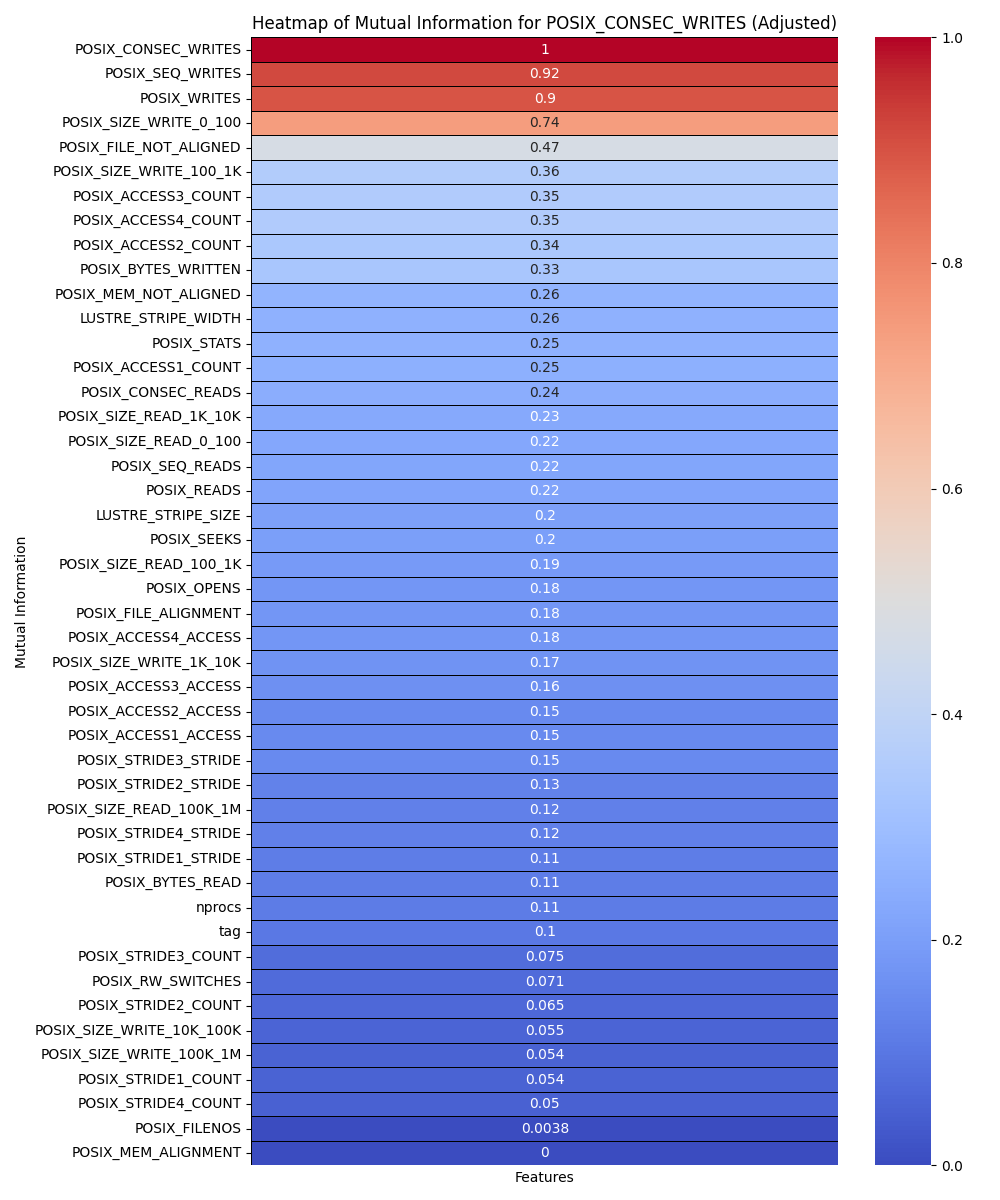 Heatmap of Mutual Information for POSIX_CONSEC_WRITES (Adjusted)
POSIX_CONSEC_WRITES 1
POSIX_SEQ_WRITES 0.92
POSIX_WRITES 0.9
POSIX_SIZE_WRITE_0_100 0.74
POSIX_FILE_NOT_ALIGNED 0.47
POSIX_SIZE_WRITE_100_1K 0.36
POSIX_ACCESS3_COUNT 0.35
POSIX_ACCESS4_COUNT 0.35
POSIX_ACCESS2_COUNT 0.34
POSIX_BYTES_WRITTEN 0.33
POSIX_MEM_NOT_ALIGNED 0.26
LUSTRE_STRIPE_WIDTH 0.26
POSIX_STATS 0.25
POSIX_ACCESS1_COUNT 0.25
POSIX_CONSEC_READS 0.24
POSIX_SIZE_READ_1K_10K 0.23
POSIX_SIZE_READ_0_100 0.22
POSIX_SEQ_READS 0.22
POSIX_READS 0.22
LUSTRE_STRIPE_SIZE 0.2
POSIX_SEEKS 0.2
POSIX_SIZE_READ_100_1K 0.19
POSIX_OPENS 0.18
POSIX_FILE_ALIGNMENT 0.18
POSIX_ACCESS4_ACCESS 0.18
POSIX_SIZE_WRITE_1K_10K 0.17
POSIX_ACCESS3_ACCESS 0.16
POSIX_ACCESS2_ACCESS 0.15
POSIX_ACCESS1_ACCESS 0.15
POSIX_STRIDE3_STRIDE 0.15
POSIX_STRIDE2_STRIDE 0.13
POSIX_SIZE_READ_100K_1M 0.12
POSIX_STRIDE4_STRIDE 0.12
POSIX_STRIDE1_STRIDE 0.11
POSIX_BYTES_READ 0.11
nprocs 0.11
tag 0.1
POSIX_STRIDE3_COUNT 0.075
POSIX_RW_SWITCHES 0.071
POSIX_STRIDE2_COUNT 0.065
POSIX_SIZE_WRITE_10K_100K 0.055
POSIX_SIZE_WRITE_100K_1M 0.054
POSIX_STRIDE1_COUNT 0.054
POSIX_STRIDE4_COUNT 0.05
POSIX_FILENOS 0.0038
POSIX_MEM_ALIGNMENT 0
Features
Mutual Information
1.0
0.8
0.6
0.4
0.2
0.0